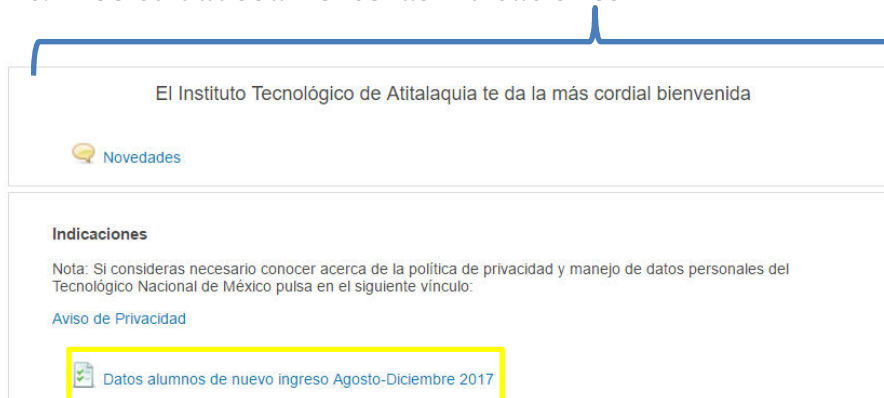 El Instituto Tecnológico de Atitalaquia te da la más cordial bienvenida
Novedades
Indicaciones
Nota: Si consideras necesario conocer acerca de la política de privacidad y manejo de datos personales del
Tecnológico Nacional de México pulsa en el siguiente vínculo:
Aviso de Privacidad
Datos alumnos de nuevo ingreso Agosto-Diciembre 2017